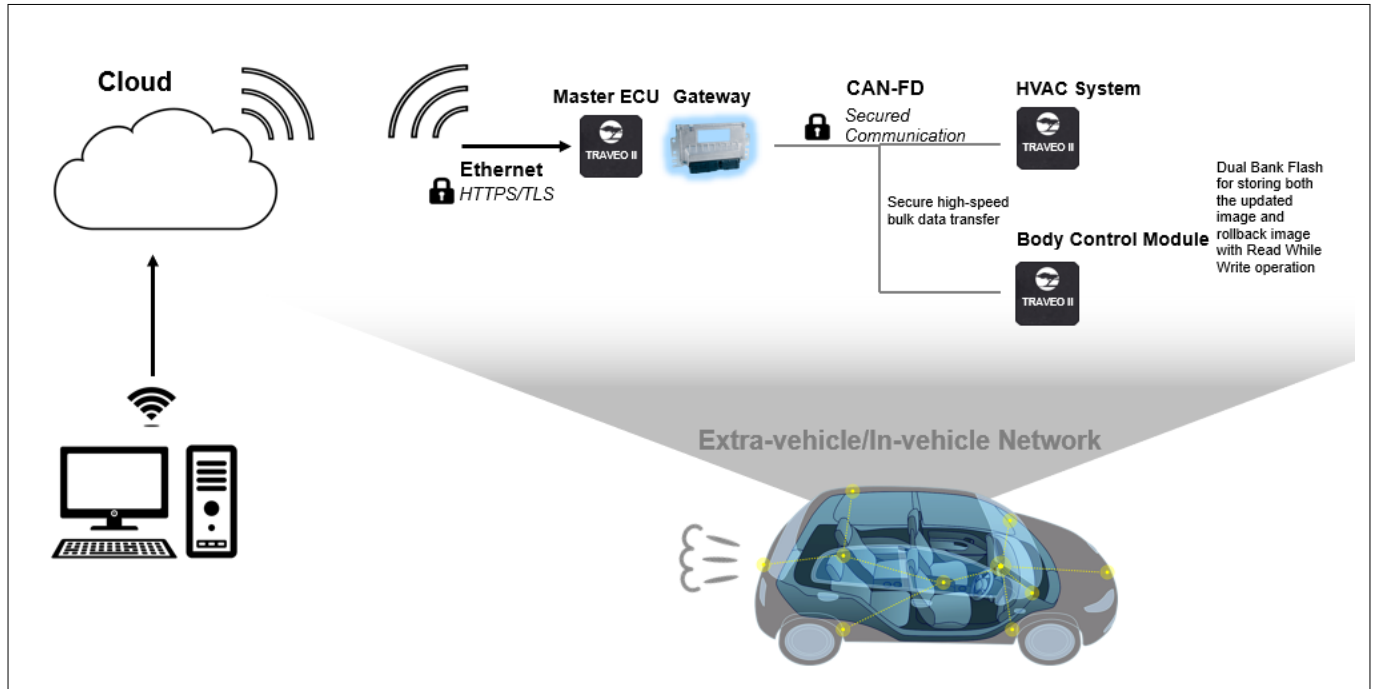 Cloud
Ethernet
HTTPS/TLS
Master ECU
TRAVEO II
Gateway
CAN-FD
Secured
Communication
Secure high-speed
bulk data transfer
HVAC System
TRAVEO II
Body Control Module
TRAVEO II
Dual Bank Flash
for storing both
the updated
image and
rollback image
with Read While
Write operation
Extra-vehicle/In-vehicle Network